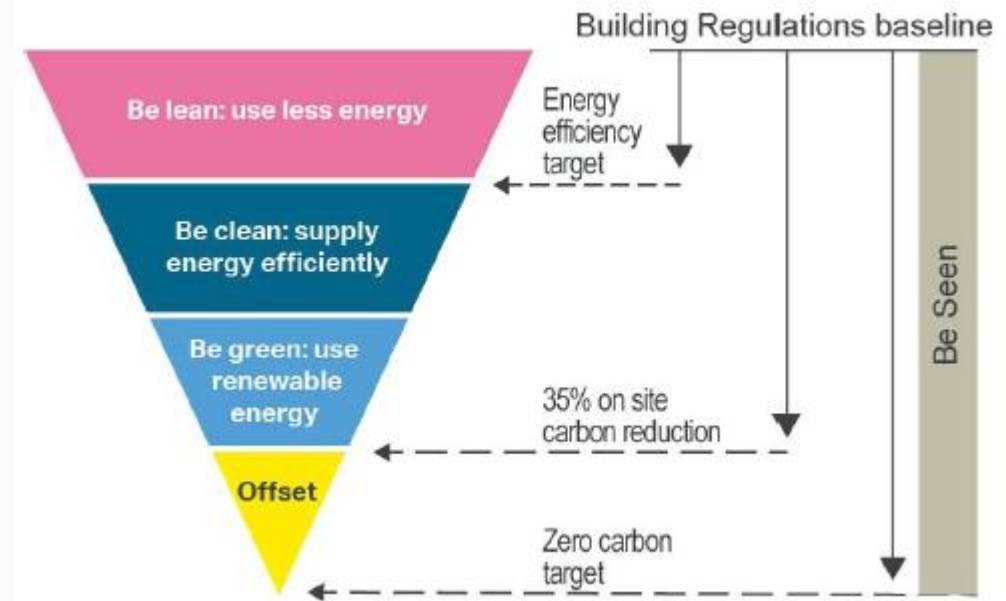 Building Regulations baseline
Be lean: use less energy
Energy
efficiency
target
Be clean: supply
energy efficiently
Be green: use
renewable
energy
35% on site
carbon reduction
Offset
Zero carbon
target
Be Seen